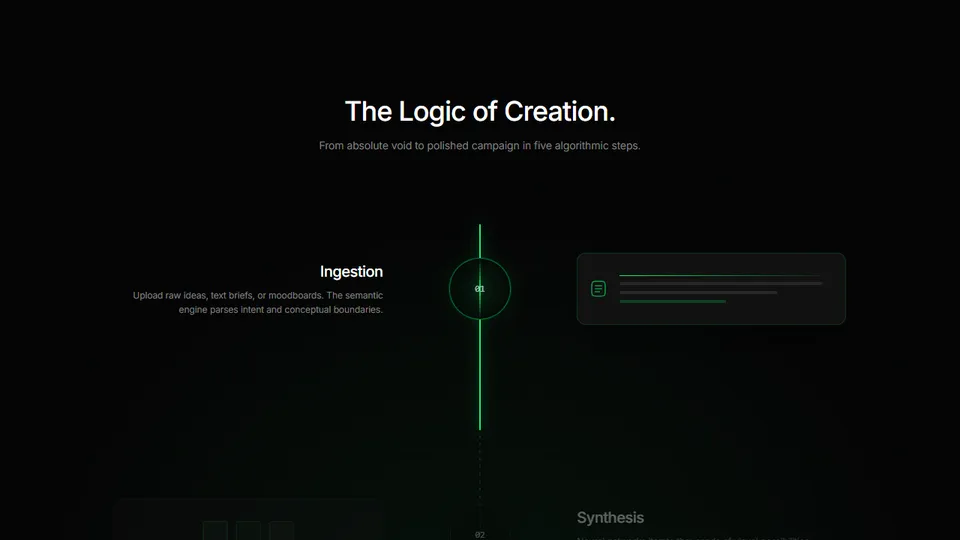 The Logic of Creation.
From absolute void to polished campaign in five algorithmic steps.
Ingestion
Upload raw ideas, text briefs, or moodboards. The semantic
engine parses intent and conceptual boundaries.
01
Synthesis
02